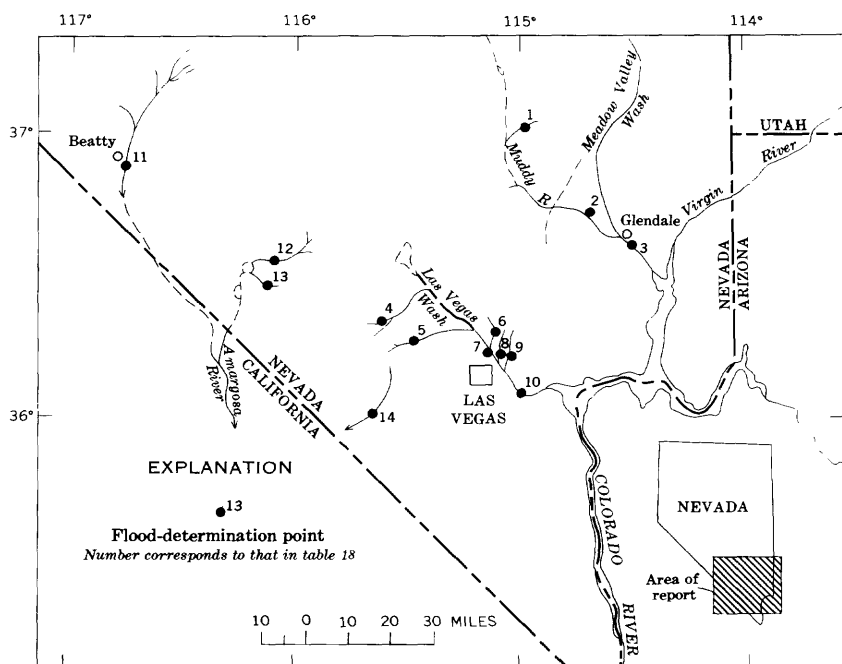 117°
116°
115°
114°
37°
Beatty
11
1
Muddy
R
Meadow Valley
Wash
UTAH
River
Virgin
2
Glendale
3
NEVADA
ARIZONA
12
13
4
5
Las Vegas
Wash
6
7
8
9
10
LAS
VEGAS
14
36°
Amargosa
River
NEVADA
CALIFORNIA
EXPLANATION
13
Flood-determination point
Number corresponds to that in table 18
COLORADO
RIVER
NEVADA
Area of
report
10 0 10 20 30 MILES